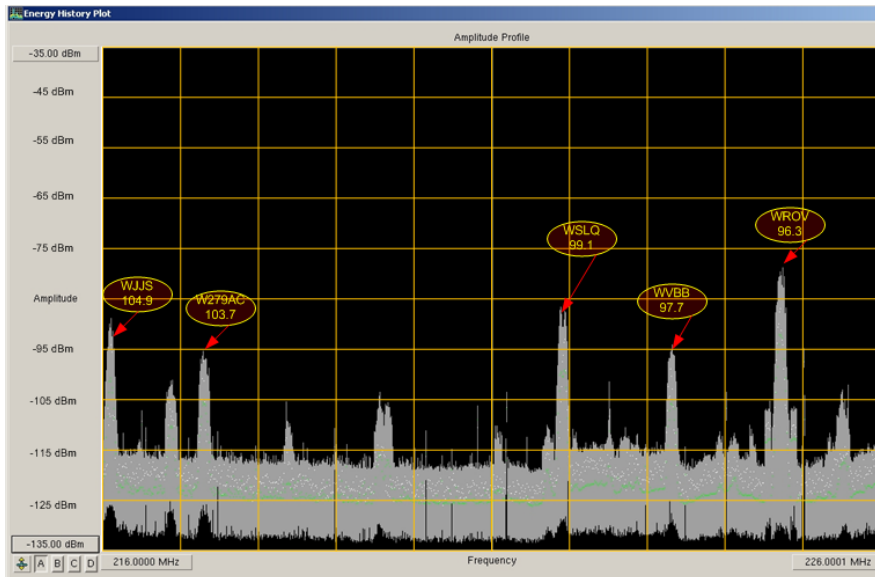 Energy History Plot
Amplitude Profile
-35.00 dBm
-45 dBm
-55 dBm
-65 dBm
-75 dBm
Amplitude
-95 dBm
-105 dBm
-115 dBm
-125 dBm
-135.00 dBm
WJJS
104.9
W279AC
103.7
WSLQ
99.1
WVBB
97.7
WROV
96.3
A B C D
216.0000 MHz
Frequency
226.0001 MHz